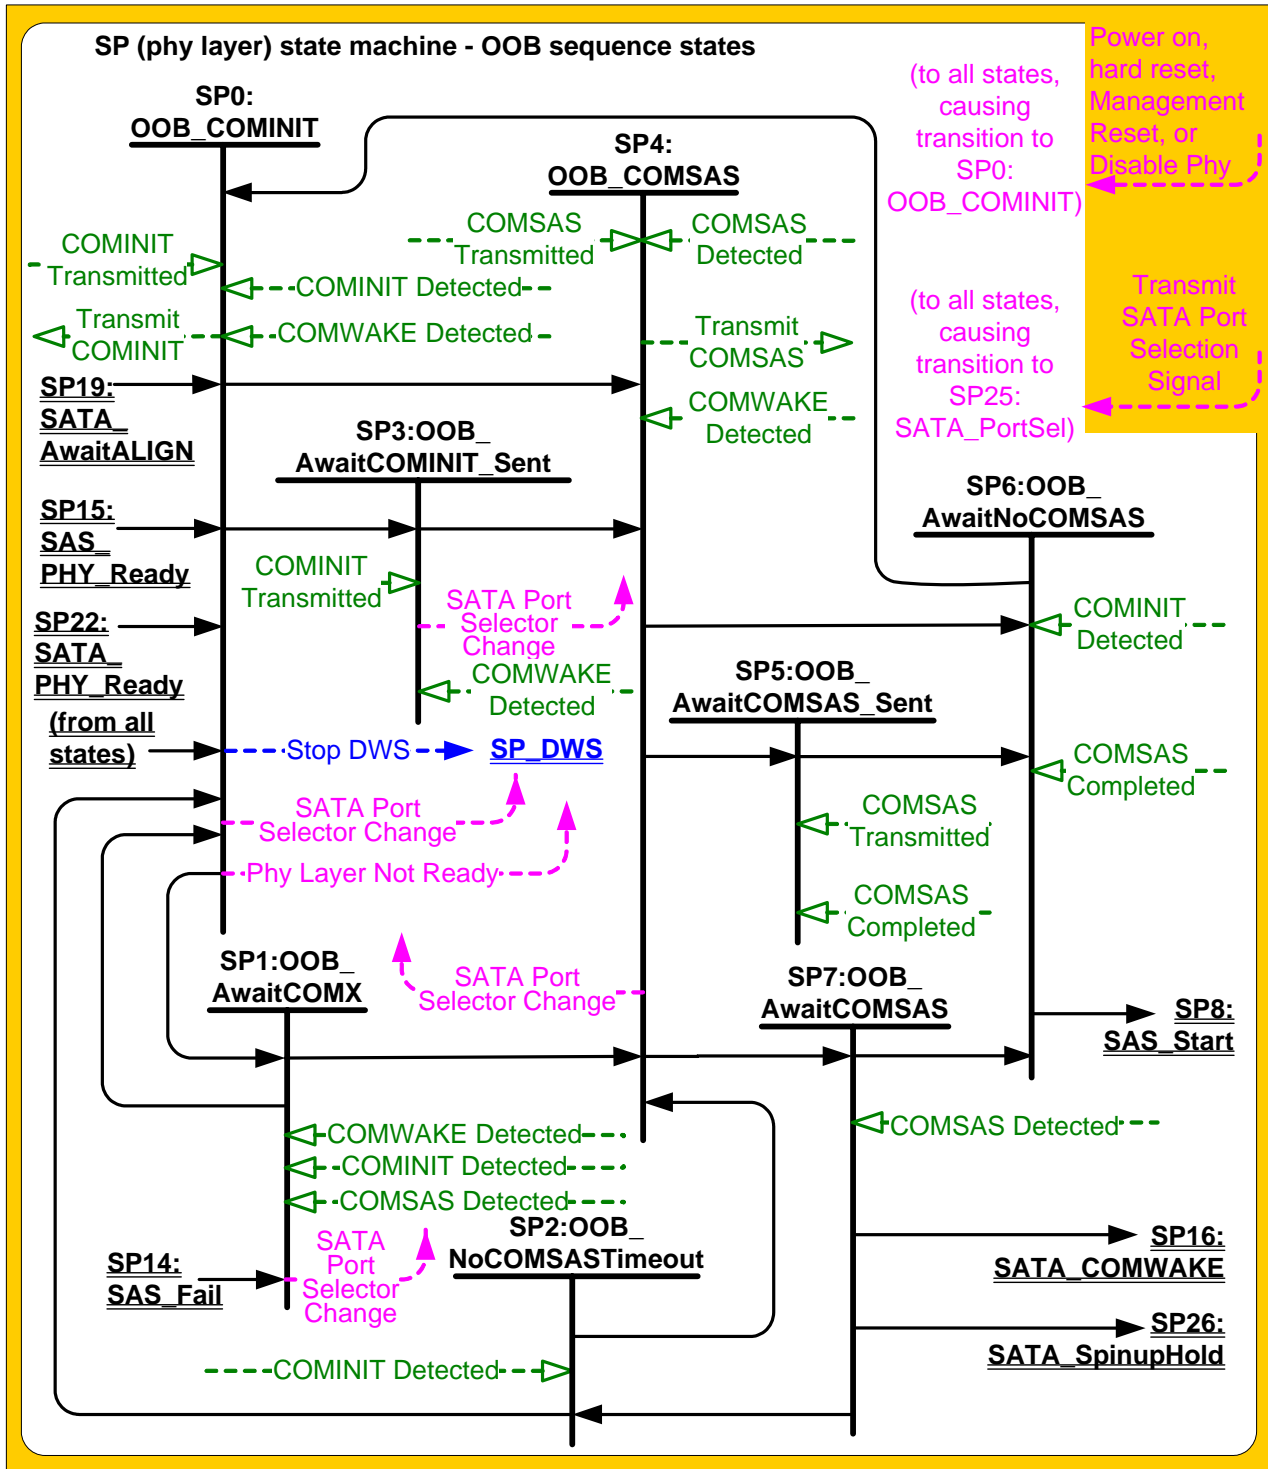 SP (phy layer) state machine - OOB sequence states
Power on,
hard reset,
Management
Reset, or
Disable Phy
(to all states,
causing
transition to
SP0:
OOB_COMINIT)
SP0:
OOB_COMINIT
SP4:
OOB_COMSAS
COMINIT
Transmitted
COMINIT Detected
Transmit
COMINIT
COMWAKE Detected
COMSAS
Transmitted
COMSAS
Detected
Transmit
COMSAS
COMWAKE
Detected
(to all states,
causing
transition to
SP25:
SATA_PortSel)
Transmit
SATA Port
Selection
Signal
SP19:
SATA_
AwaitALIGN
SP3:OOB_
AwaitCOMINIT_Sent
SP6:OOB_
AwaitNoCOMSAS
SP15:
SAS_
PHY_Ready
COMINIT
Transmitted
SATA Port
Selector
Change
COMWAKE
Detected
COMINIT
Detected
SP22:
SATA_
PHY_Ready
(from all
states)
Stop DWS
SP_DWS
SP5:OOB_
AwaitCOMSAS_Sent
COMSAS
Completed
SATA Port
Selector Change
Phy Layer Not Ready
COMSAS
Transmitted
COMSAS
Completed
SP1:OOB_
AwaitCOMX
SATA Port
Selector Change
SP7:OOB_
AwaitCOMSAS
SP8:
SAS_Start
COMWAKE Detected
COMINIT Detected
COMSAS Detected
COMSAS Detected
SP14:
SAS_Fail
SATA
Port
Selector
Change
SP2:OOB_
NoCOMSASTimeout
SP16:
SATA_COMWAKE
COMINIT Detected
SP26:
SATA_SpinupHold